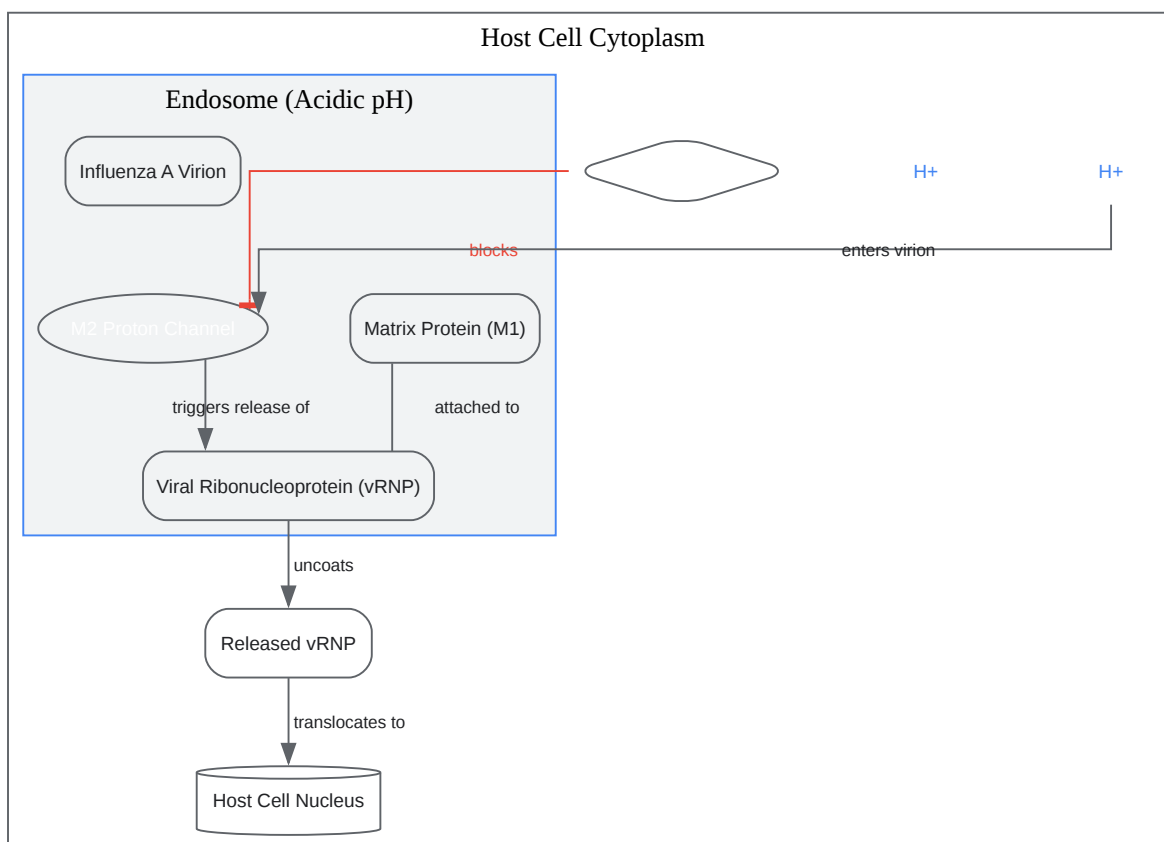 Host Cell Cytoplasm
Endosome (Acidic pH)
Influenza A Virion
H+
H+
blocks
enters virion
M2 Proton Channel
Matrix Protein (M1)
triggers release of
attached to
Viral Ribonucleoprotein (vRNP)
uncoats
Released vRNP
translocates to
Host Cell Nucleus